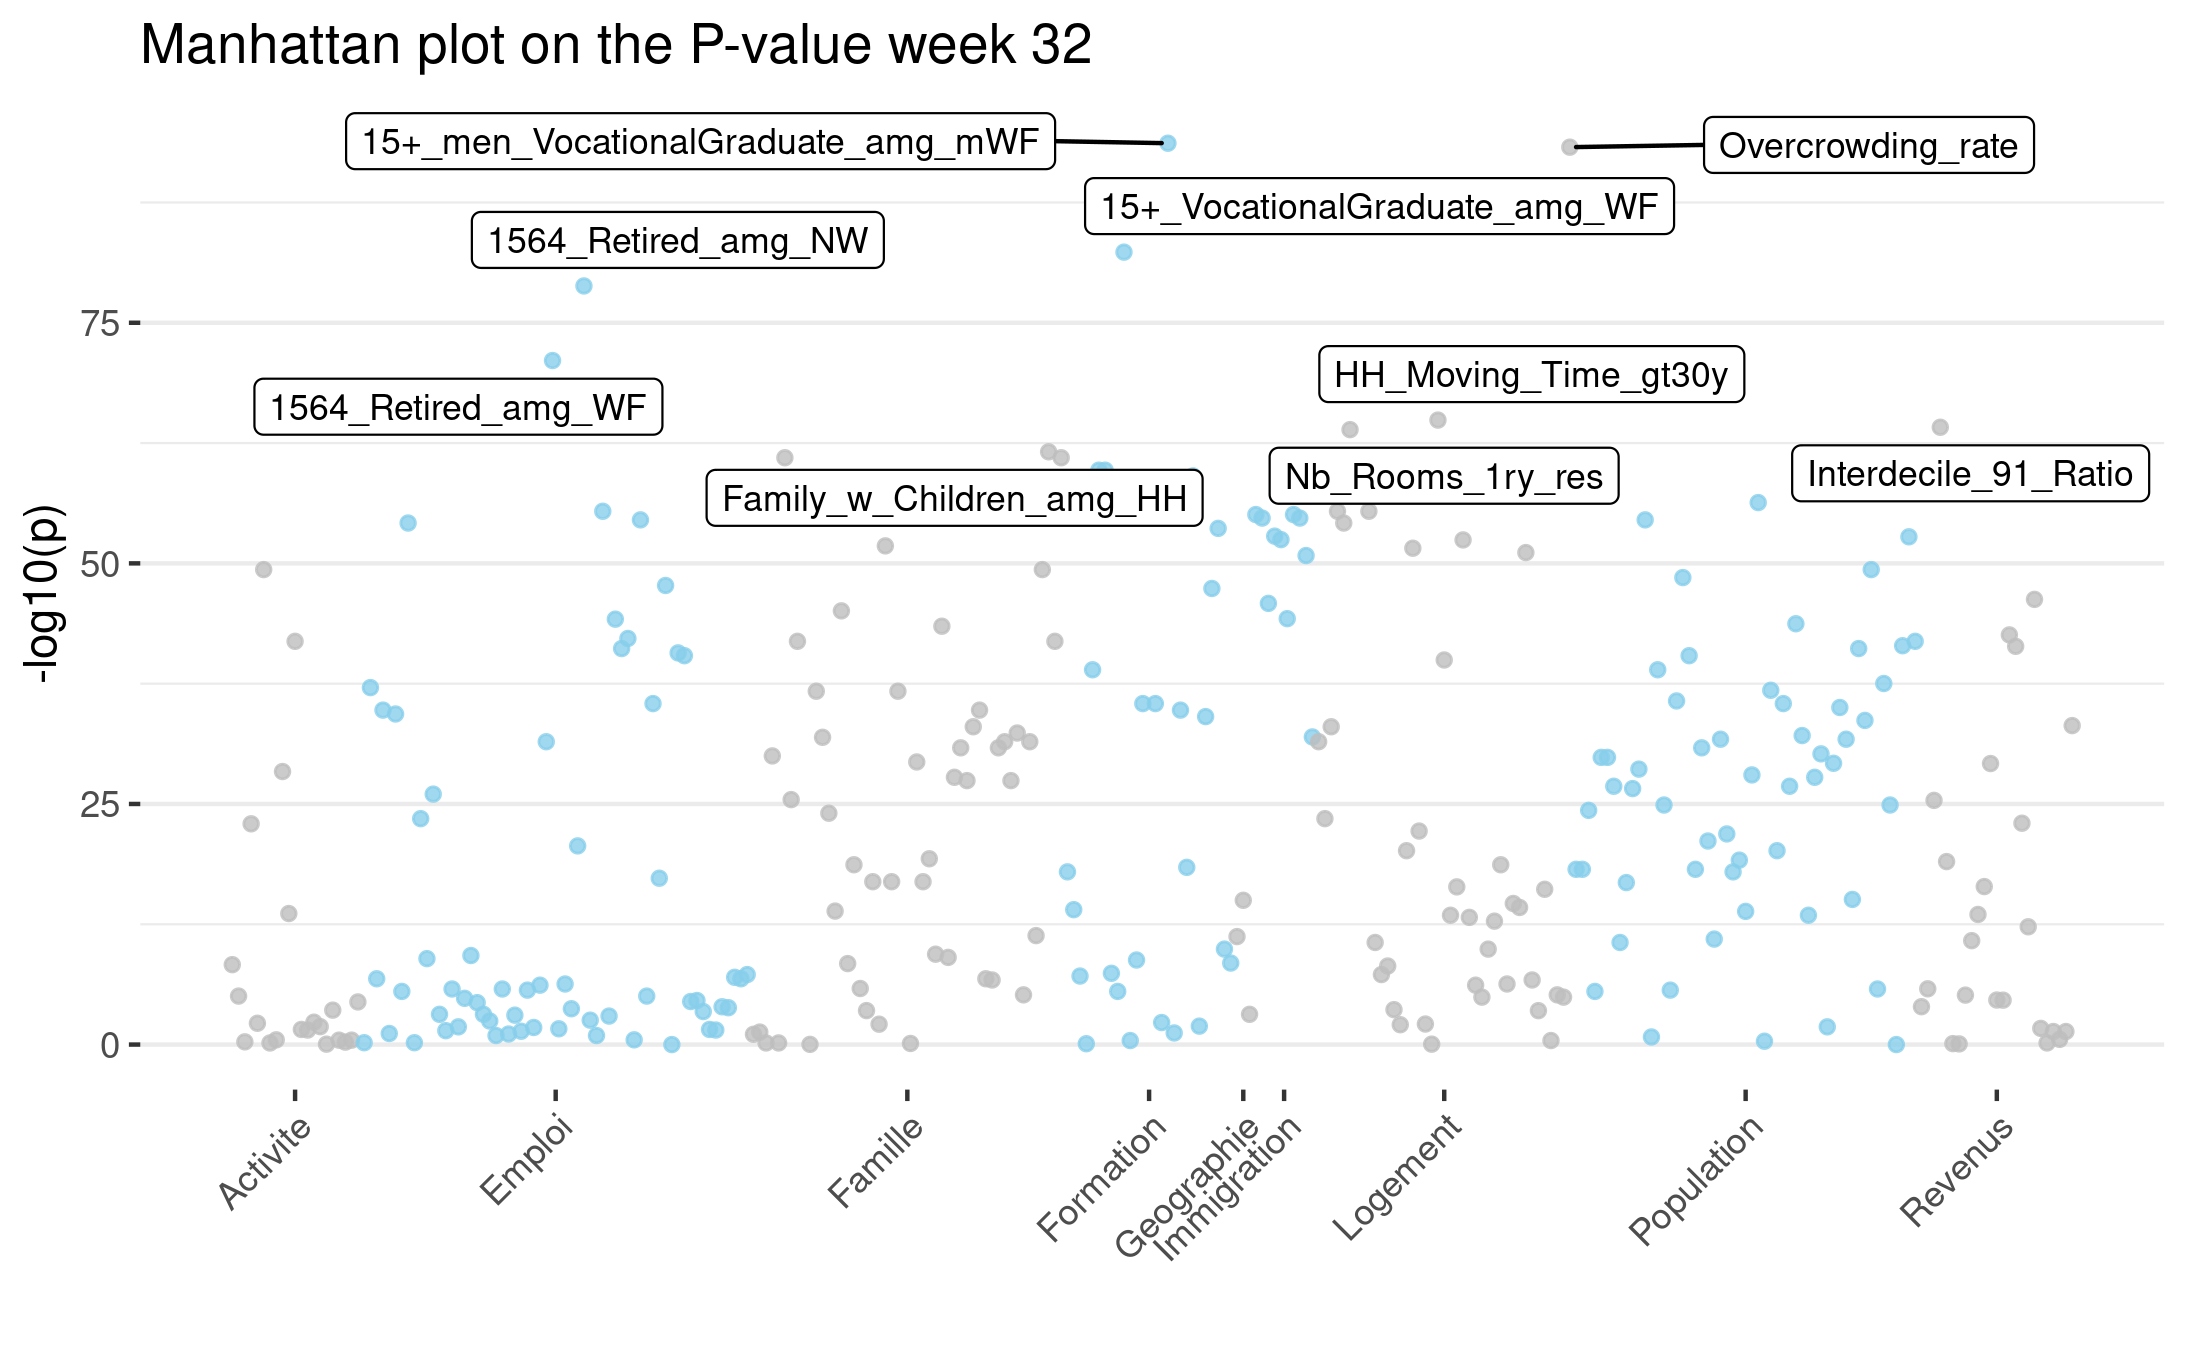 Manhattan plot on the P-value week 32
15+_men_VocationalGraduate_amg_mWF
Overcrowding_rate
15+_VocationalGraduate_amg_WF
1564_Retired_amg_NW
HH_Moving_Time_gt30y
1564_Retired_amg_WF
Nb_Rooms_1ry_res
Interdecile_91_Ratio
Family_w_Children_amg_HH
-log10(p)
75
50
25
0
Activite
Emploi
Famille
Formation
Geographie
Immigration
Logement
Population
Revenus